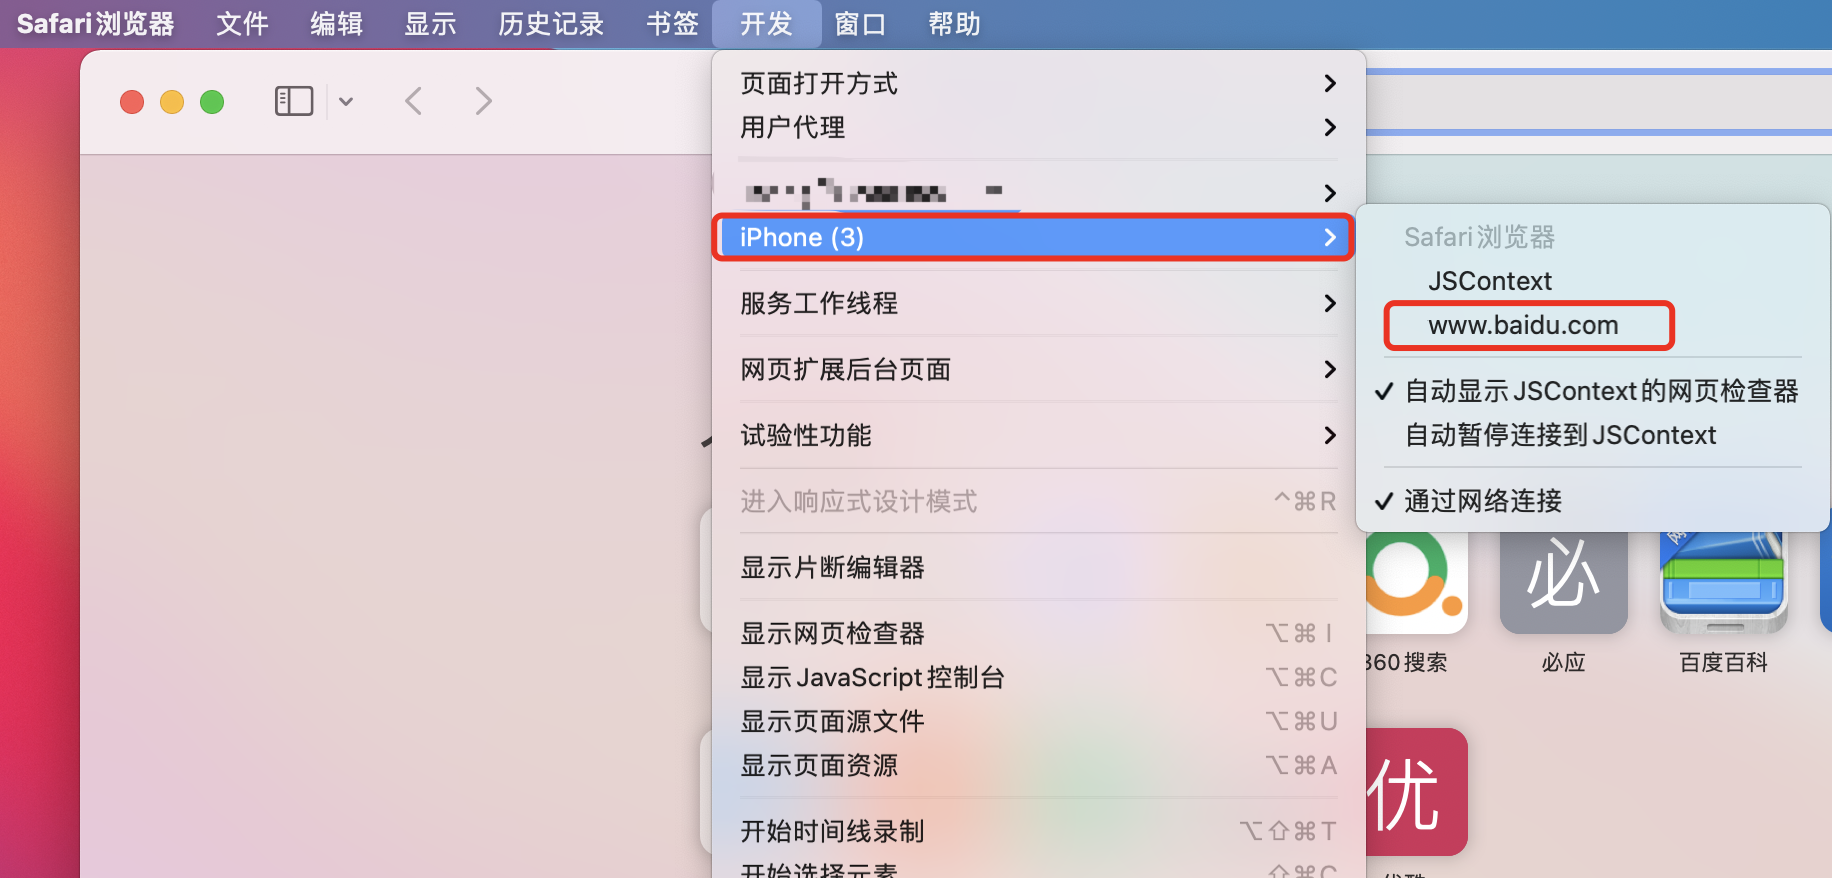 Safari浏览器 文件 编辑 显示 历史记录 书签 开发 窗口 帮助
页面打开方式
用户代理
iPhone (3)
服务工作线程
网页扩展后台页面
试验性功能
进入响应式设计模式 ^⌘R
显示片断编辑器
显示网页检查器 ⌥⌘I
显示JavaScript控制台 ⌥⌘C
显示页面源文件 ⌥⌘U
显示页面资源 ⌥⌘A
开始时间线录制 ⌥⇧⌘T
开始选择元素 ⇧⌘C
Safari浏览器
JSContext
www.baidu.com
自动显示JSContext的网页检查器
自动暂停连接到JSContext
通过网络连接
必
360搜索 必应 百度百科
优